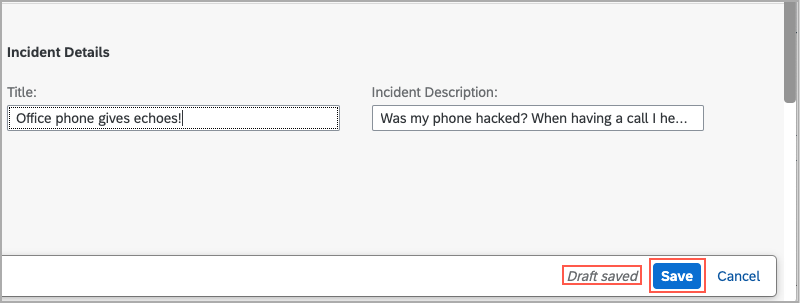 Incident Details
Title: Incident Description:
Office phone gives echoes! Was my phone hacked? When having a call I he...
Draft saved Save Cancel